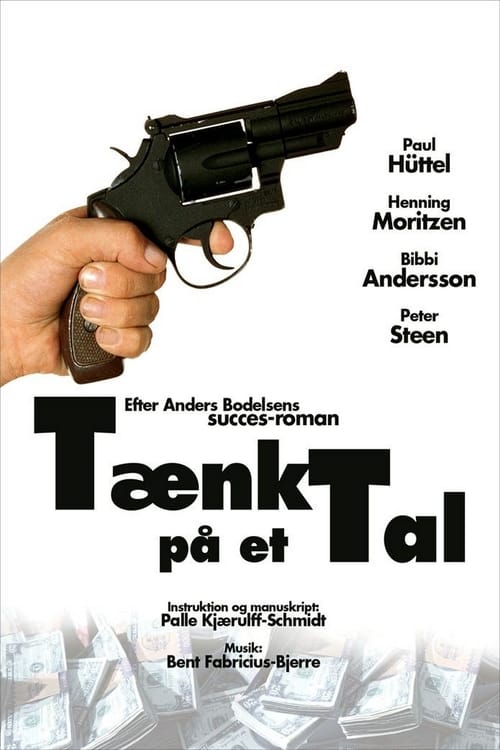 Paul
Hüttel
Henning
Moritzen
Bibbi
Andersson
Peter
Steen
Efter Anders Bodelsens
succes-roman
Tænk
på et Tal
Instruktion og manuskript:
Palle Kjærulff-Schmidt
Musik:
Bent Fabricius-Bjerre